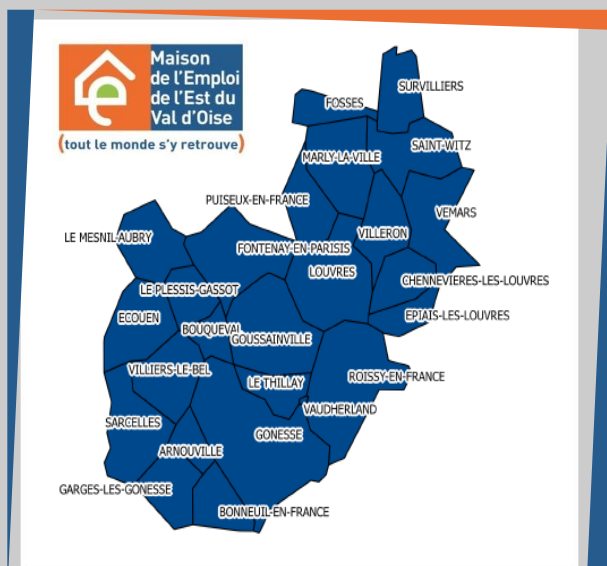 Maison
de l'Emploi
de l'Est du
Val d'Oise
(tout le monde s'y retrouve)
SURVILLIERS
FOSSES
SAINT-WITZ
MARLY-LA-VILLE
PUISEUX-EN-FRANCE
VEMARS
VILLERON
LE MESNIL-AUBRY
FONTENAY-EN-PARISIS
LOUVRES
CHENNEVIERES-LES-LOUVRES
LE PLESSIS-GASSOT
EPIAIS-LES-LOUVRES
ECOUEN
BOUQUEVAL
GOUSSAINVILLE
VILLIERS-LE-BEL
ROISSY-EN-FRANCE
LE THILLAY
VAUDHERLAND
SARCELLES
GONESSE
ARNOUVILLE
GARGES-LES-GONESSE
BONNEUIL-EN-FRANCE